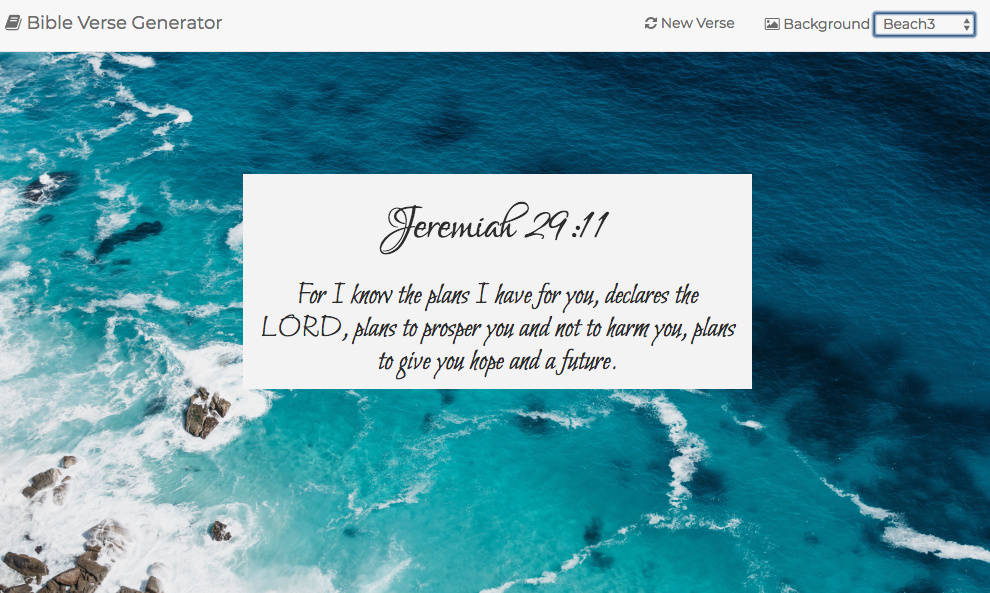 Bible Verse Generator
New Verse
Background
Beach3
Jeremiah 29:11
For I know the plans I have for you, declares the
LORD, plans to prosper you and not to harm you, plans
to give you hope and a future.